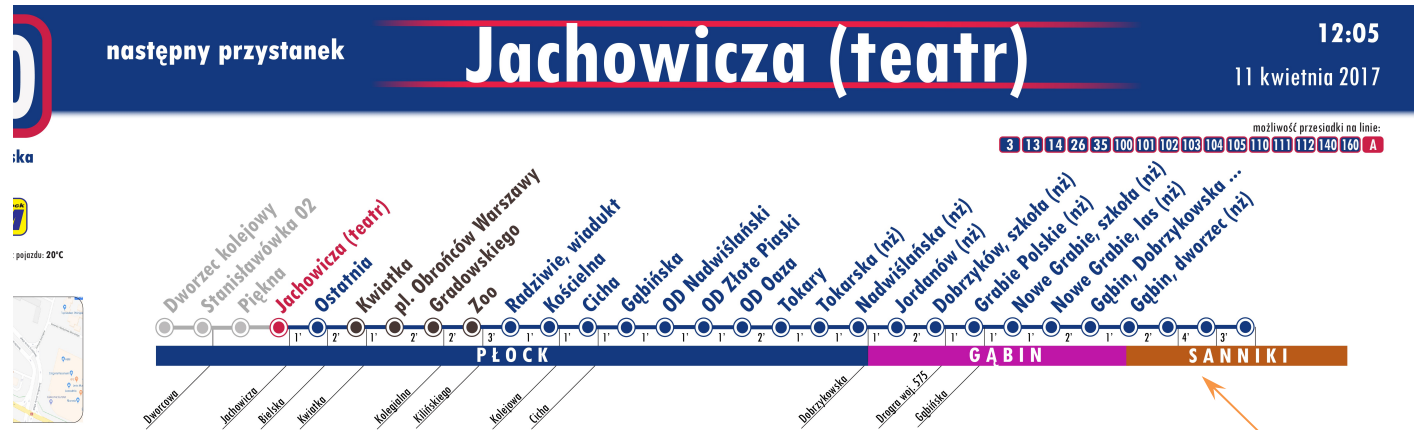 następny przystanek
Jachowicza (teatr)
12:05
11 kwietnia 2017
0
ska
możliwość przesiadki na linie:
3 13 14 26 35 100 101 102 103 104 105 110 111 112 140 160 A
pojazdu: 20°C
Dworzec kolejowy
Stanisławówka 02
Piękna
Jachowicza (teatr)
Ostatnia
Kwiatka
pl. Obrońców Warszawy
Gradowskiego
Zoo
Radziwie, wiadukt
Kościelna
Cicha
Gąbińska
OD Nadwiślański
OD Złote Piaski
OD Oaza
Tokary
Tokarska (nż)
Nadwiślańska (nż)
Jordanów (nż)
Dobrzyków, szkoła (nż)
Grabie Polskie (nż)
Nowe Grabie, szkoła (nż)
Nowe Grabie, las (nż)
Gąbin, Dobrzykowska ...
Gąbin, dworzec (nż)
1' 2' 1' 2' 2' 3' 1' 1' 1' 1' 1' 1' 1' 1' 1' 1' 2' 1' 1' 1' 1' 1' 2' 4' 3'
PŁOCK GĄBIN SANNIKI
Dworcowa
Jachowicza
Bielska
Kwiatka
Kolegialna
Kilińskiego
Kolejowa
Cicha
Dobrzykowska
Drogra woj. 575
Gąbińska